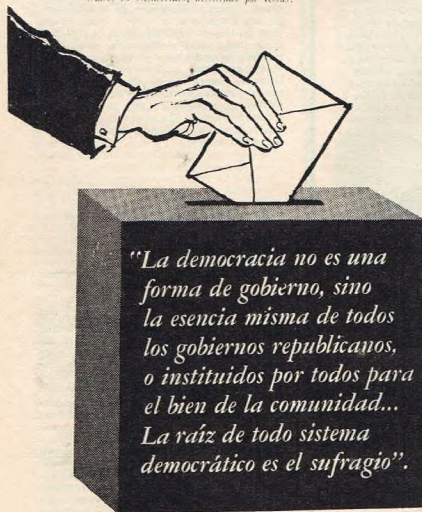 "La democracia no es una
forma de gobierno, sino
la esencia misma de todos
los gobiernos republicanos,
o instituidos por todos para
el bien de la comunidad...
La raíz de todo sistema
democrático es el sufragio".